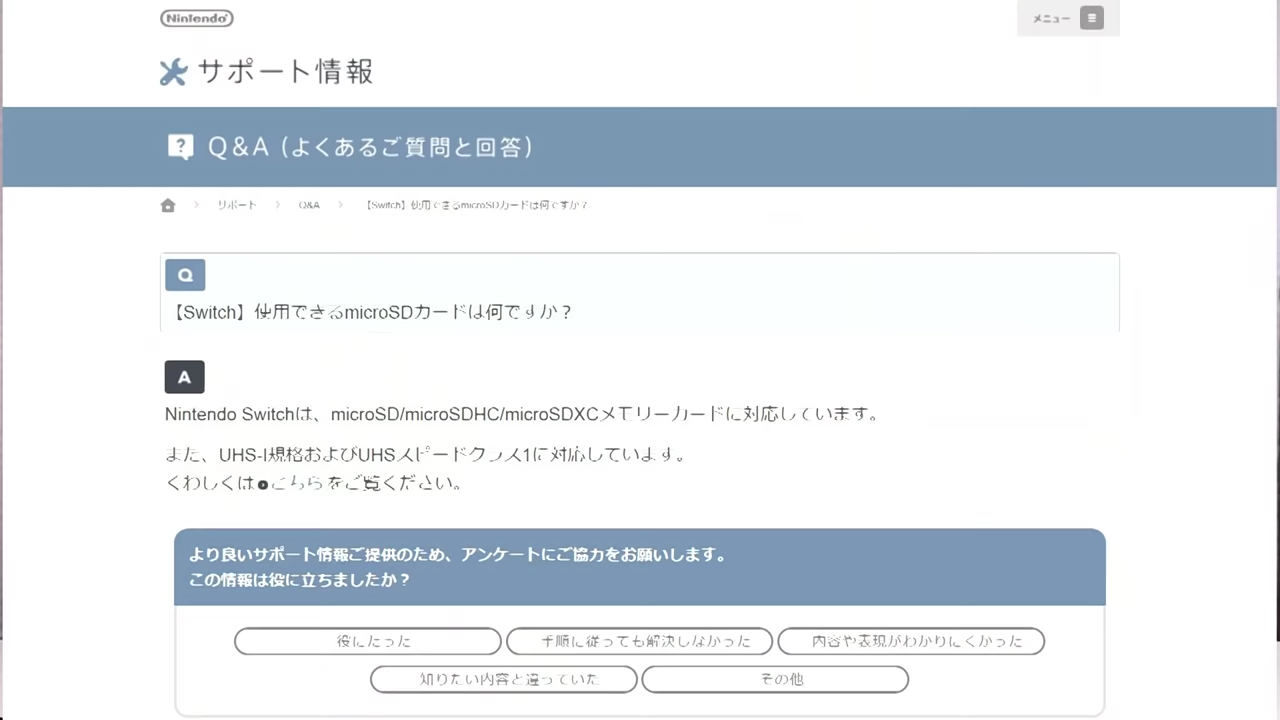 Nintendo
メニュー
サポート情報
Q&A（よくあるご質問と回答）
サポート > Q&A > 【Switch】使用できるmicroSDカードは何ですか？
Q
【Switch】使用できるmicroSDカードは何ですか？
A
Nintendo Switchは、microSD/microSDHC/microSDXCメモリーカードに対応しています。
また、UHS-I規格およびUHSスピードクラス1に対応しています。
くわしくはこちらをご覧ください。
より良いサポート情報ご提供のため、アンケートにご協力をお願いします。
この情報は役に立ちましたか？
役にたった
手順に従っても解決しなかった
内容や表現がわかりにくかった
知りたい内容と違っていた
その他